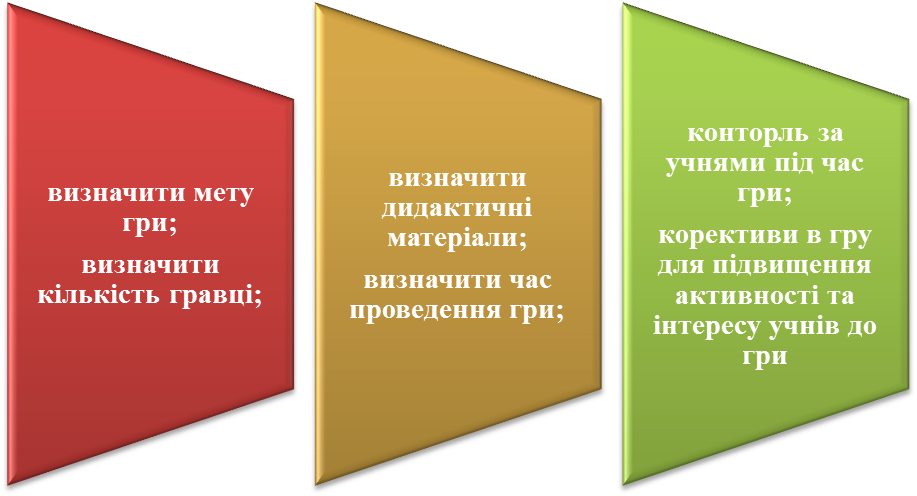 визначити мету
гри;
визначити
кількість гравці;
визначити
дидактичні
матеріали;
визначити час
проведення гри;
конторль за
учнями під час
гри;
корективи в гру
для підвищення
активності та
інтересу учнів до
гри